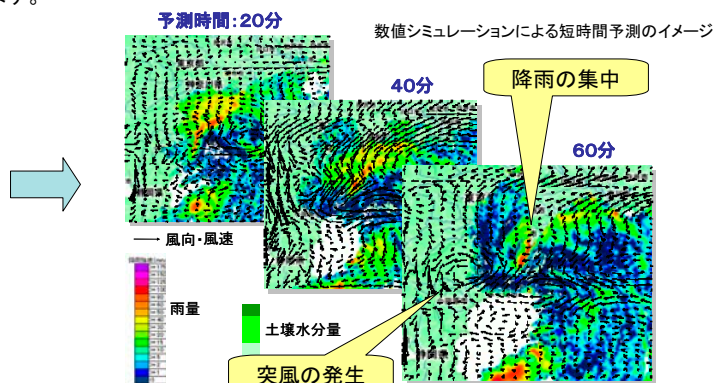 す。
予測時間:20分
数値シミュレーションによる短時間予測のイメージ
40分
降雨の集中
60分
風向・風速
雨量
土壌水分量
突風の発生